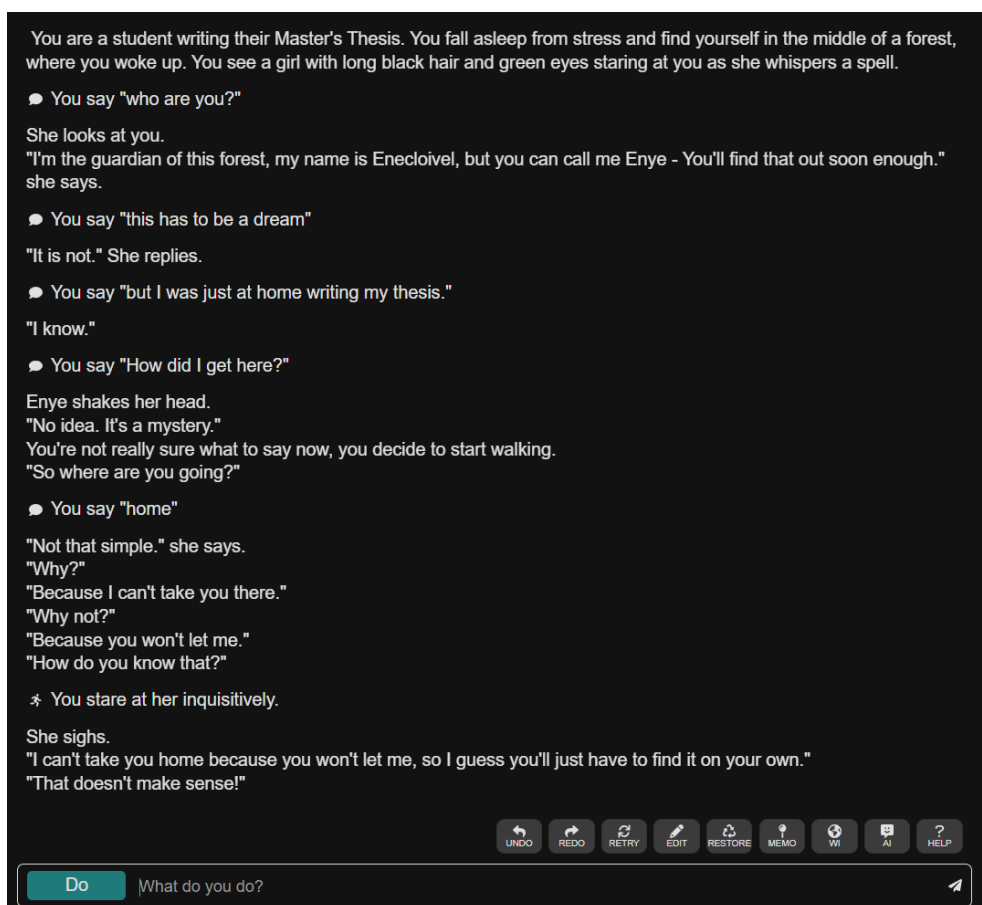 You are a student writing their Master's Thesis. You fall asleep from stress and find yourself in the middle of a forest,
where you woke up. You see a girl with long black hair and green eyes staring at you as she whispers a spell.
You say "who are you?"
She looks at you.
"I'm the guardian of this forest, my name is Enecloivel, but you can call me Enye - You'll find that out soon enough."
she says.
You say "this has to be a dream"
"It is not." She replies.
You say "but I was just at home writing my thesis."
"I know."
You say "How did I get here?"
Enye shakes her head.
"No idea. It's a mystery."
You're not really sure what to say now, you decide to start walking.
"So where are you going?"
You say "home"
"Not that simple." she says.
"Why?"
"Because I can't take you there."
"Why not?"
"Because you won't let me."
"How do you know that?"
You stare at her inquisitively.
She sighs.
"I can't take you home because you won't let me, so I guess you'll just have to find it on your own."
"That doesn't make sense!"
UNDO REDO RETRY EDIT RESTORE MEMO WI AI HELP
Do What do you do?